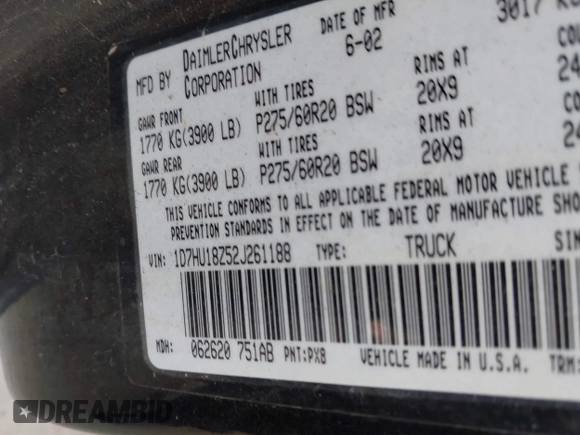 MFD BY DAIMLERCHRYSLER CORPORATION
DATE OF MFR 6-02
3017
GAWR FRONT WITH TIRES RIMS AT
1770 KG(3900 LB) P275/60R20 BSW 20X9
GAWR REAR WITH TIRES RIMS AT
1770 KG(3900 LB) P275/60R20 BSW 20X9
THIS VEHICLE CONFORMS TO ALL APPLICABLE FEDERAL MOTOR VEHICLE
PREVENTION STANDARDS IN EFFECT ON THE DATE OF MANUFACTURE SHO
VIN: 1D7HU18Z52J261188 TYPE: TRUCK SIN
MDH: 062620 751AB PNT:PX8 VEHICLE MADE IN U.S.A. TRM:
DREAMBID